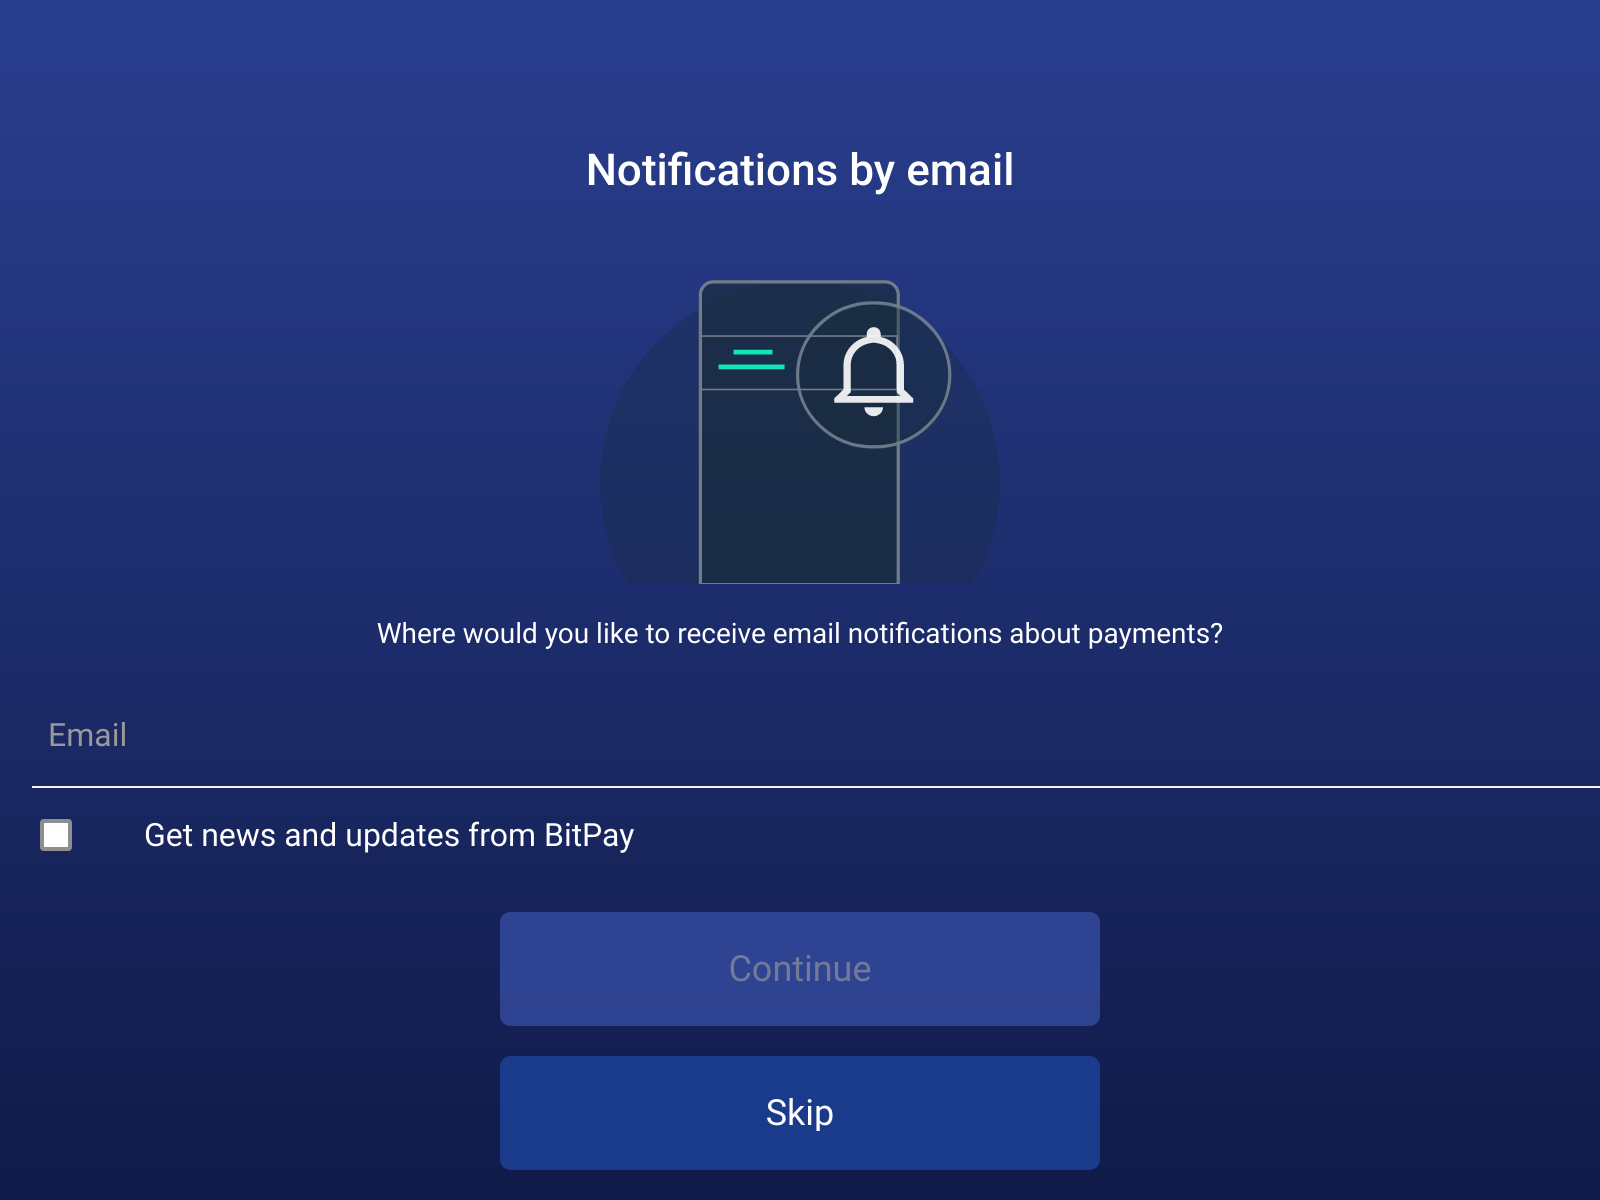 Notifications by email
Where would you like to receive email notifications about payments?
Email
Get news and updates from BitPay
Continue
Skip